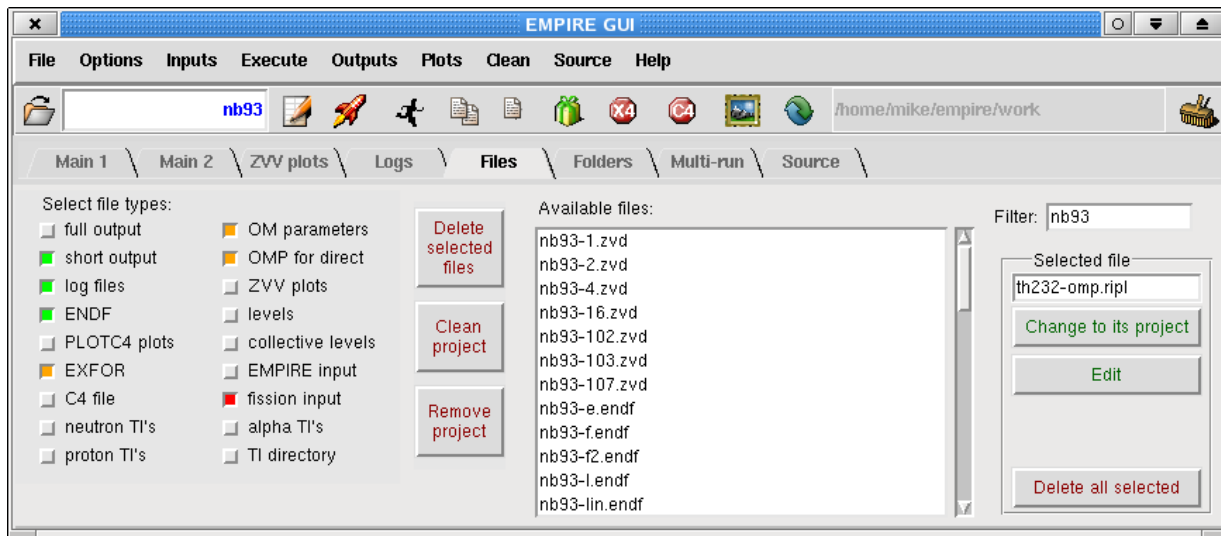 EMPIRE GUI
File Options Inputs Execute Outputs Plots Clean Source Help
nb93 X4 C4 /home/mike/empire/work
Main 1 Main 2 ZVV plots Logs Files Folders Multi-run Source
Select file types:
full output
short output
log files
ENDF
PLOTC4 plots
EXFOR
C4 file
neutron Tl's
proton Tl's
OM parameters
OMP for direct
ZVV plots
levels
collective levels
EMPIRE input
fission input
alpha Tl's
Tl directory
Delete
selected
files
Clean
project
Remove
project
Available files:
nb93-1.zvd
nb93-2.zvd
nb93-4.zvd
nb93-16.zvd
nb93-102.zvd
nb93-103.zvd
nb93-107.zvd
nb93-e.endf
nb93-f.endf
nb93-f2.endf
nb93-l.endf
nb93-lin.endf
Filter: nb93
Selected file
th232-omp.ripl
Change to its project
Edit
Delete all selected